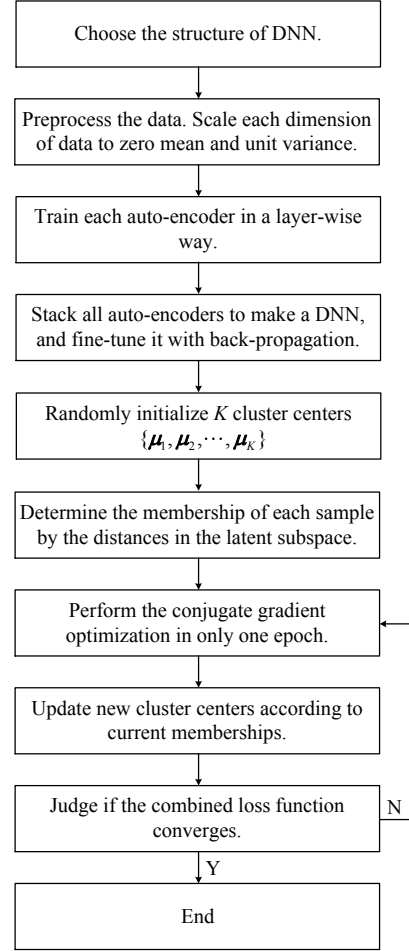 Choose the structure of DNN.
Preprocess the data. Scale each dimension
of data to zero mean and unit variance.
Train each auto-encoder in a layer-wise
way.
Stack all auto-encoders to make a DNN,
and fine-tune it with back-propagation.
Randomly initialize K cluster centers
{μ₁, μ₂, ⋯, μ_K}
Determine the membership of each sample
by the distances in the latent subspace.
Perform the conjugate gradient
optimization in only one epoch.
Update new cluster centers according to
current memberships.
Judge if the combined loss function
converges.
N
Y
End